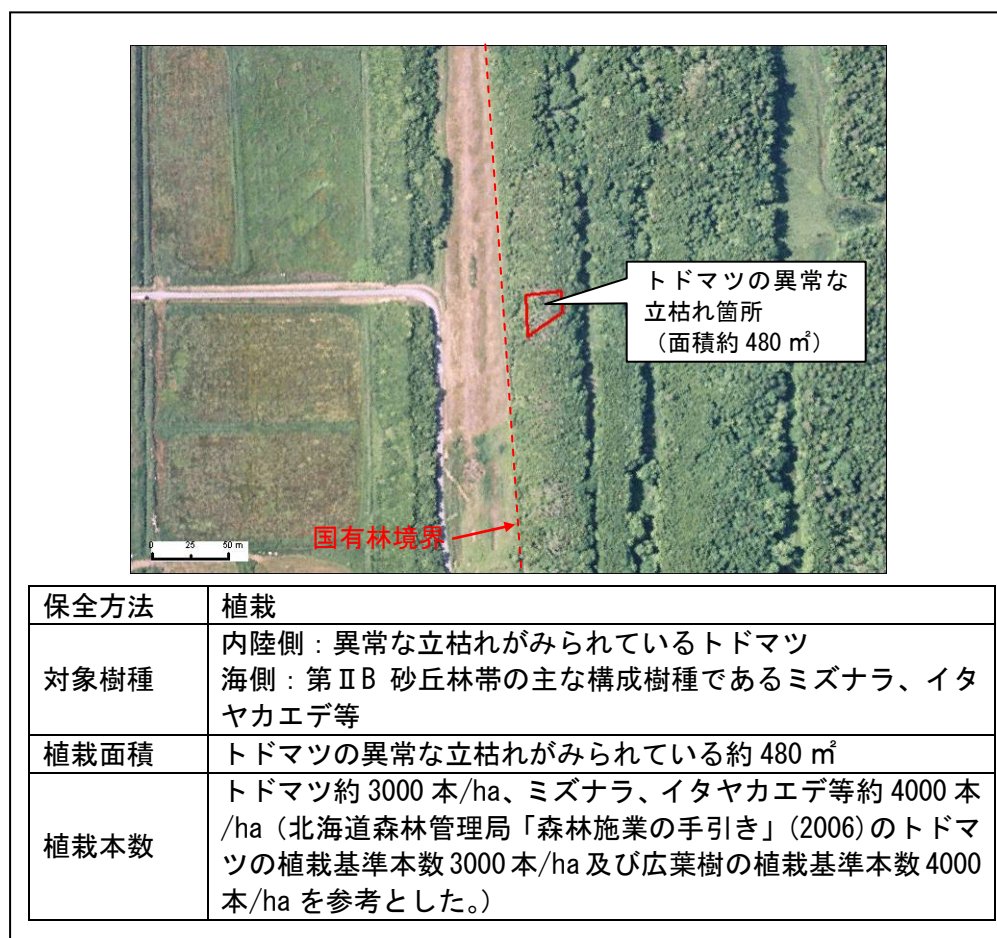 トドマツの異常な
立枯れ箇所
（面積約 480 ㎡）
国有林境界
0 25 50 m
保全方法 植栽
対象樹種 内陸側：異常な立枯れがみられているトドマツ
海側：第ⅡB 砂丘林帯の主な構成樹種であるミズナラ、イタ
ヤカエデ等
植栽面積 トドマツの異常な立枯れがみられている約 480 ㎡
植栽本数 トドマツ約 3000 本/ha、ミズナラ、イタヤカエデ等約 4000 本
/ha（北海道森林管理局「森林施業の手引き」(2006)のトドマ
ツの植栽基準本数 3000 本/ha 及び広葉樹の植栽基準本数 4000
本/ha を参考とした。）